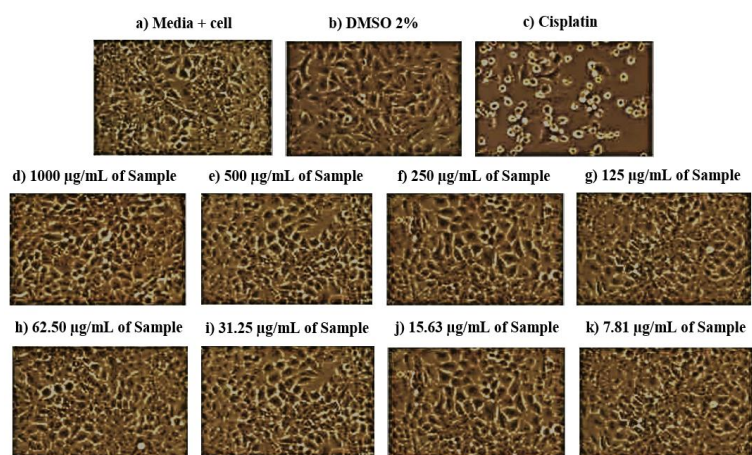 a) Media + cell
b) DMSO 2%
c) Cisplatin
d) 1000 μg/mL of Sample
e) 500 μg/mL of Sample
f) 250 μg/mL of Sample
g) 125 μg/mL of Sample
h) 62.50 μg/mL of Sample
i) 31.25 μg/mL of Sample
j) 15.63 μg/mL of Sample
k) 7.81 μg/mL of Sample